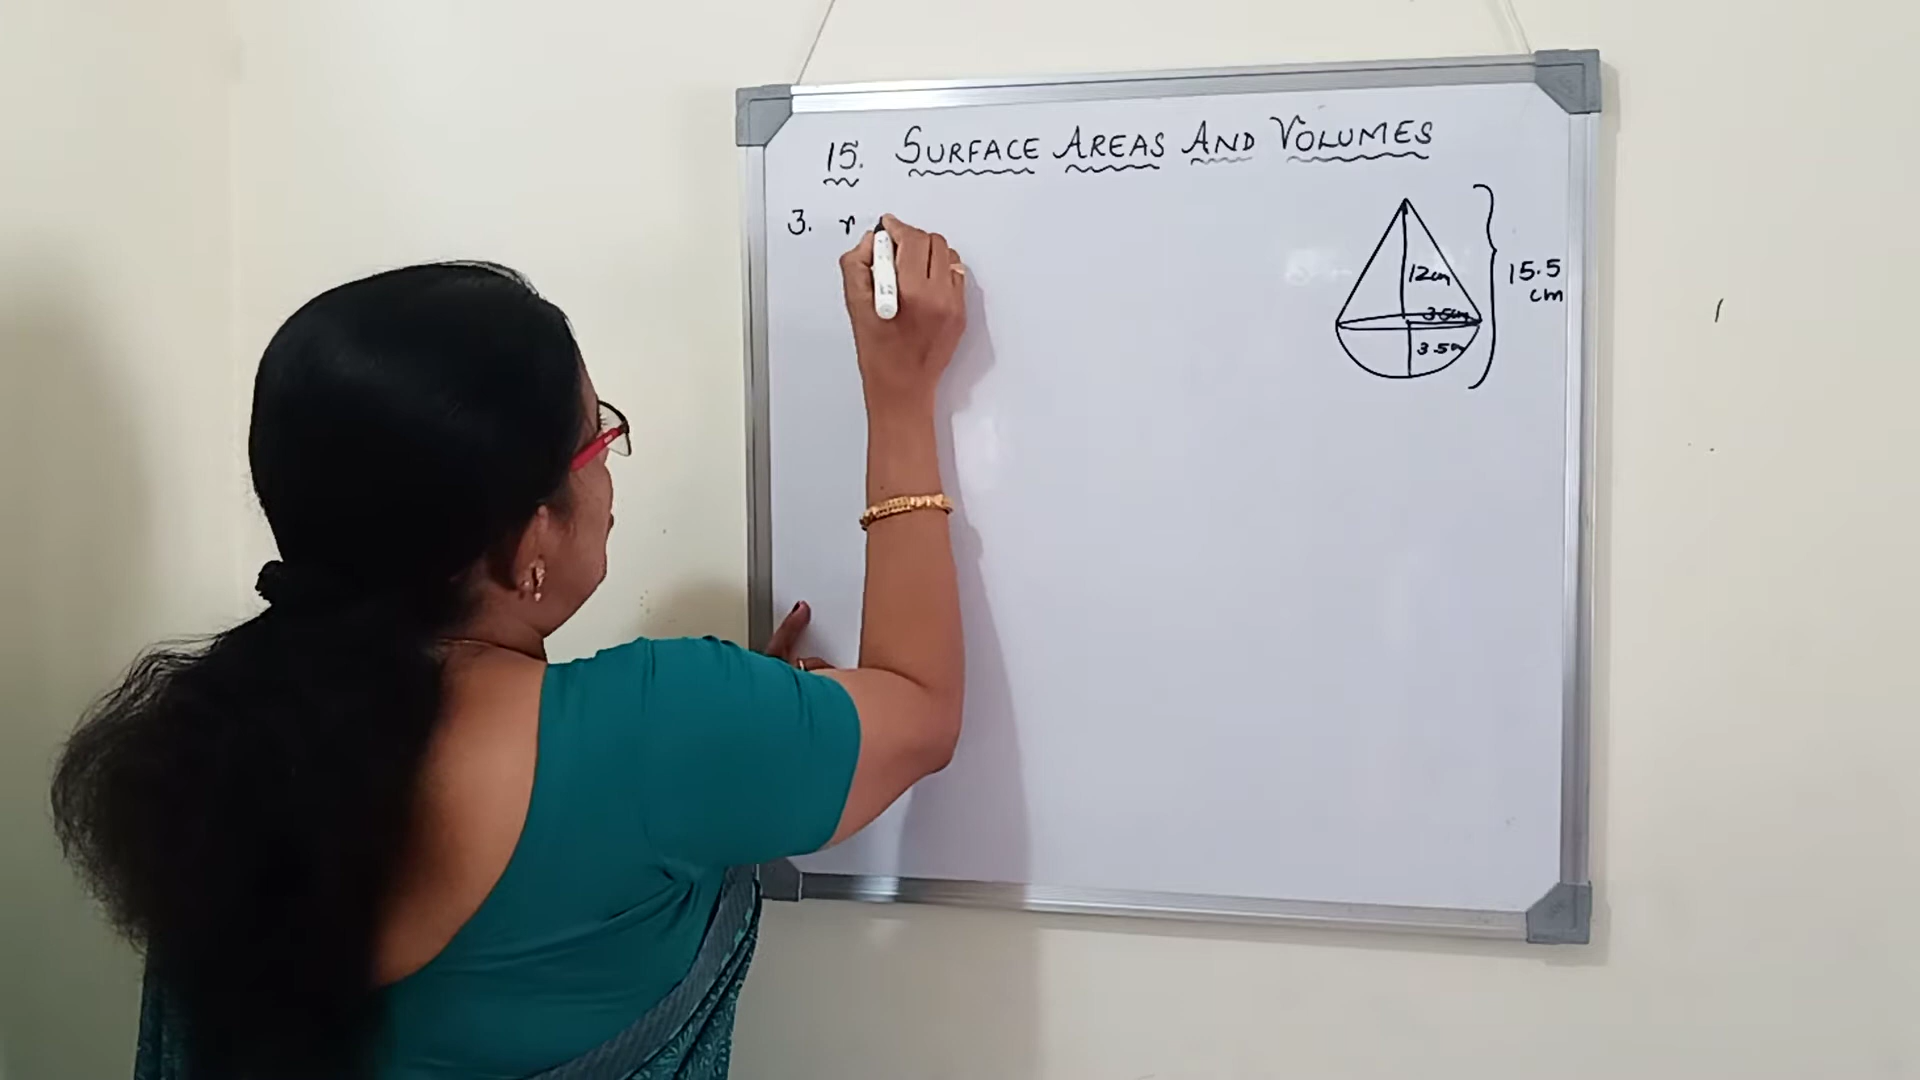 15. SURFACE AREAS AND VOLUMES
3. r
12cm
3.5cm
3.5cm
15.5
cm